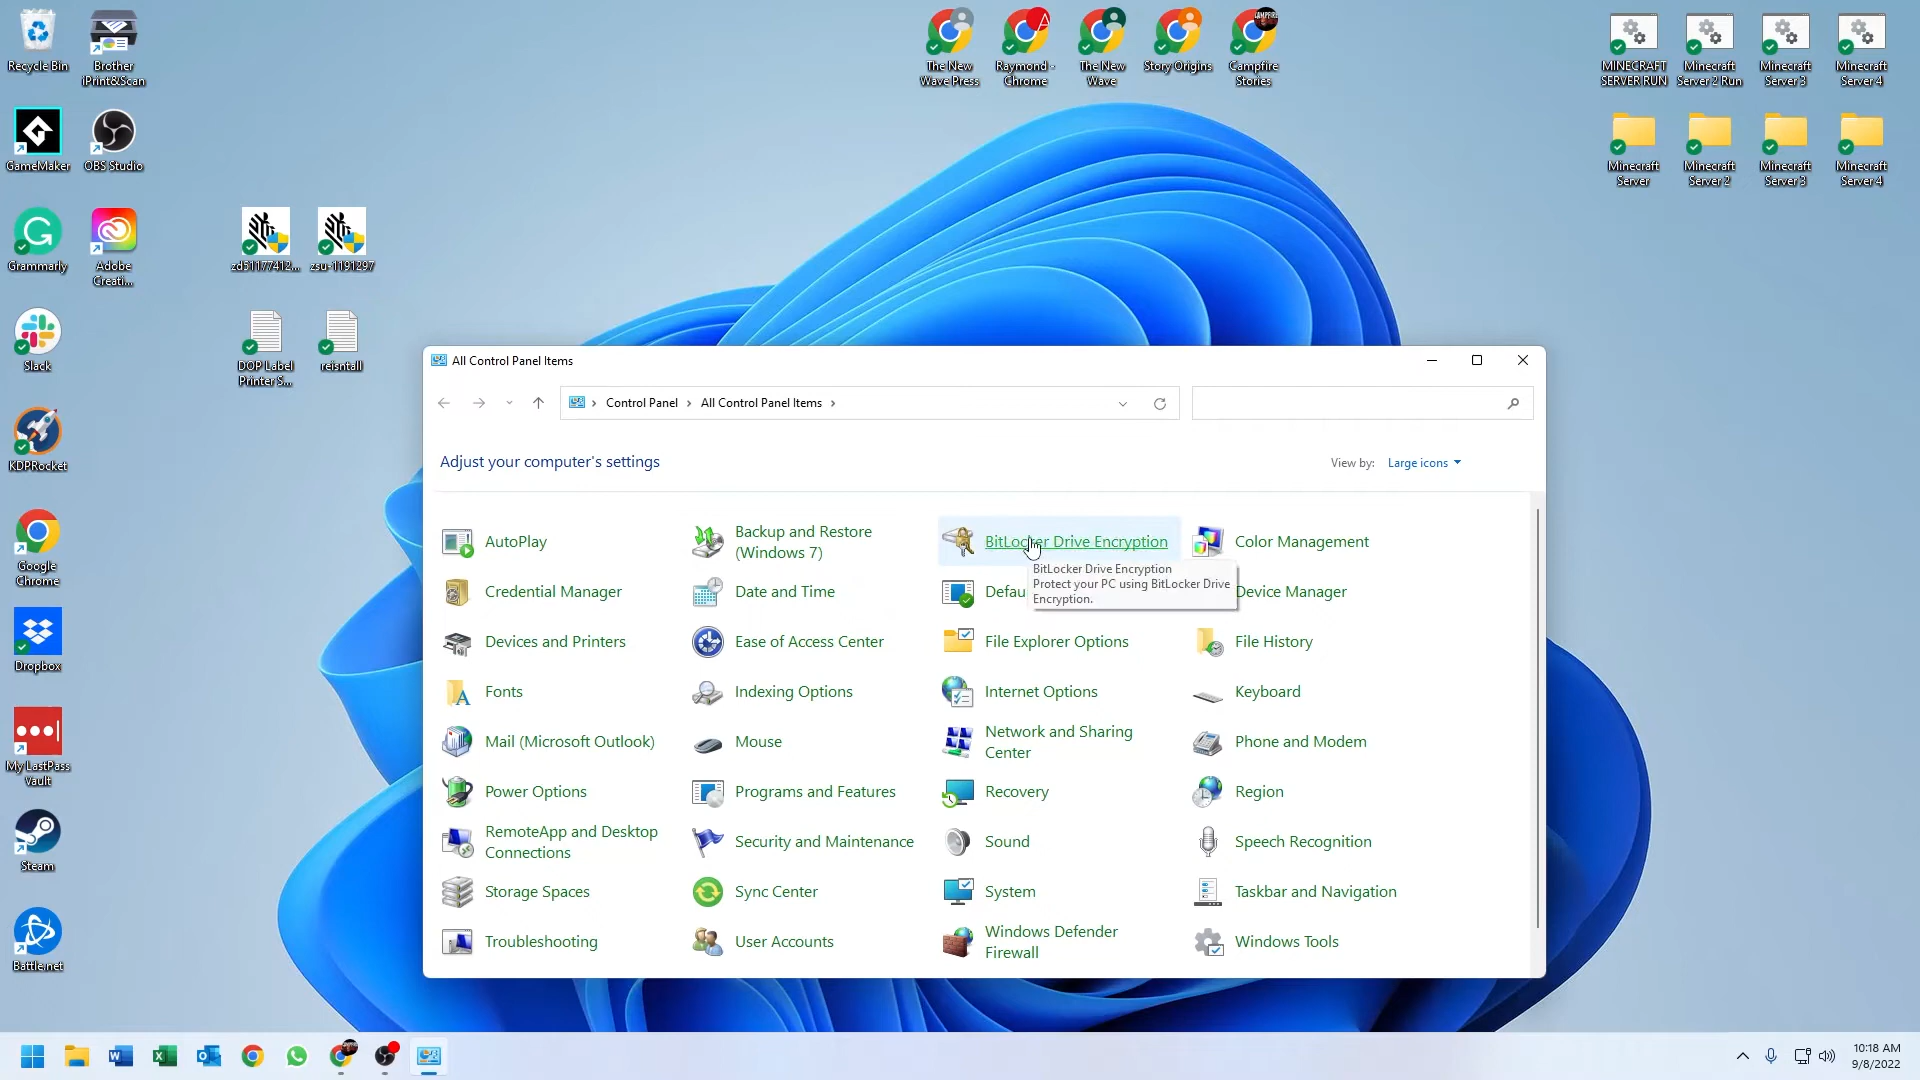 Recycle Bin
Brother
iPrint&Scan
GameMaker
OBS Studio
Grammarly
Adobe
Creati...
zd51177412...
zsu-1191297
Slack
DOP Label
Printer S...
reisntall
KDPRocket
Google
Chrome
Dropbox
My LastPass
Vault
Steam
Battle.net
The New
Wave Press
Raymond -
Chrome
The New
Wave
Story Origins
CAMPFIRE
Campfire
Stories
MINECRAFT
SERVER RUN
Minecraft
Server 2 Run
Minecraft
Server 3
Minecraft
Server 4
Minecraft
Server
Minecraft
Server 2
Minecraft
Server 3
Minecraft
Server 4
All Control Panel Items
Control Panel > All Control Panel Items >
Adjust your computer's settings
View by: Large icons
AutoPlay
Backup and Restore
(Windows 7)
BitLocker Drive Encryption
Color Management
BitLocker Drive Encryption
Protect your PC using BitLocker Drive
Encryption.
Credential Manager
Date and Time
Defau
Device Manager
Devices and Printers
Ease of Access Center
File Explorer Options
File History
Fonts
Indexing Options
Internet Options
Keyboard
Mail (Microsoft Outlook)
Mouse
Network and Sharing
Center
Phone and Modem
Power Options
Programs and Features
Recovery
Region
RemoteApp and Desktop
Connections
Security and Maintenance
Sound
Speech Recognition
Storage Spaces
Sync Center
System
Taskbar and Navigation
Troubleshooting
User Accounts
Windows Defender
Firewall
Windows Tools
10:18 AM
9/8/2022